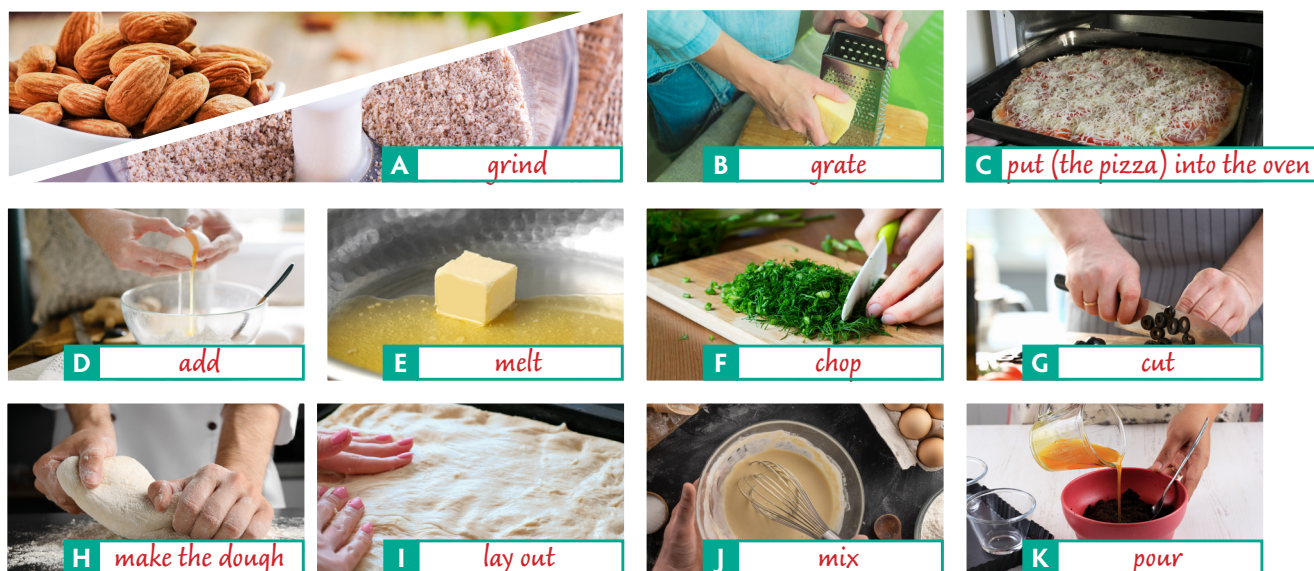 A grind
B grate
C put (the pizza) into the oven
D add
E melt
F chop
G cut
H make the dough
I lay out
J mix
K pour